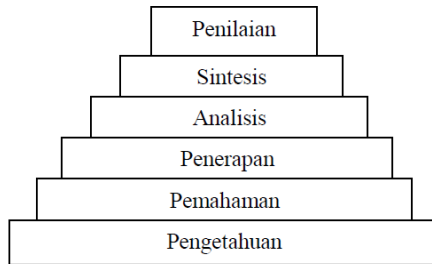 Penilaian
Sintesis
Analisis
Penerapan
Pemahaman
Pengetahuan